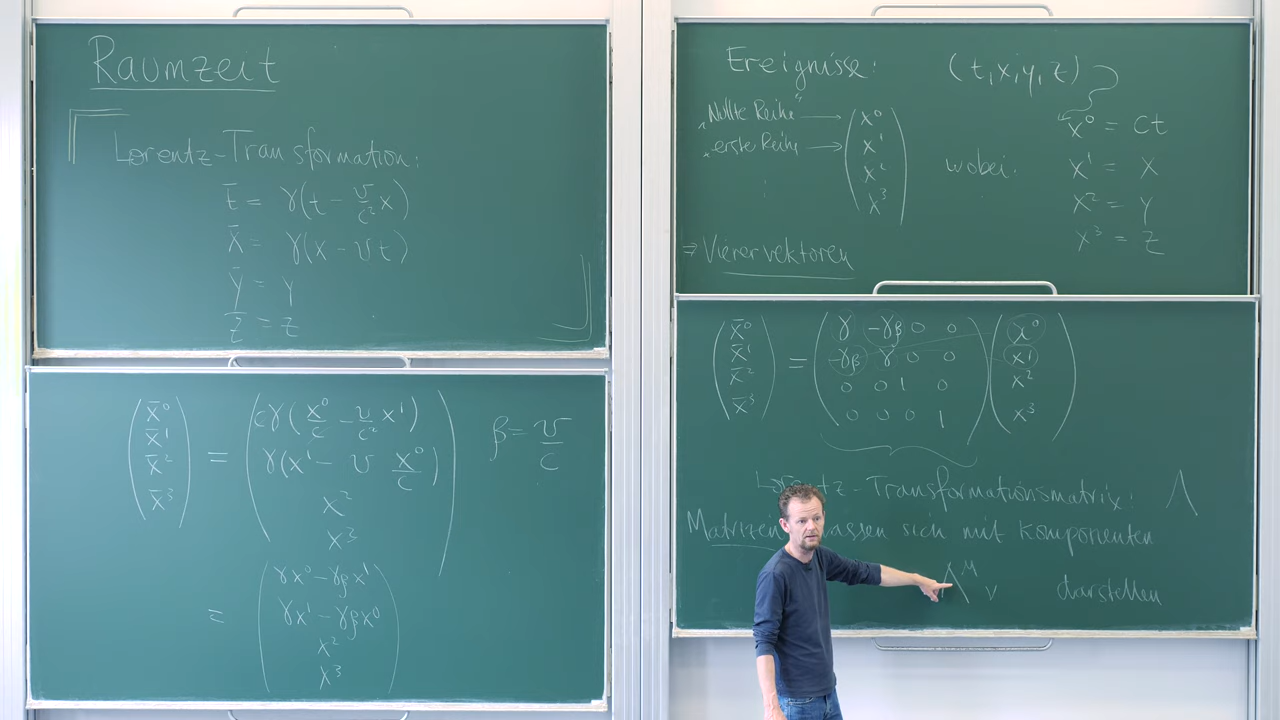 Raumzeit
Lorentz-Transformation:
t̄ = γ(t − v/c² x)
x̄ = γ(x − vt)
ȳ = y
z̄ = z
(x̄⁰ x̄¹ x̄² x̄³) = (cγ(x⁰/c − v/c² x¹) γ(x¹ − v x⁰/c) x² x³) β = v/c
= (γx⁰ − γβx¹ γx¹ − γβx⁰ x² x³)
Ereignisse: (t, x, y, z)
"Nullte Reihe" → x⁰
"erste Reihe → x¹
x²
x³
wobei:
x⁰ = ct
x¹ = x
x² = y
x³ = z
⇒ Vierervektoren
x̄⁰ = γ −γβ 0 0 x⁰
x̄¹ −γβ γ 0 0 x¹
x̄² 0 0 1 0 x²
x̄³ 0 0 0 1 x³
Transformationsmatrix: Λ
Matrizen lassen sich mit Komponenten
Λ^μ_ν darstellen